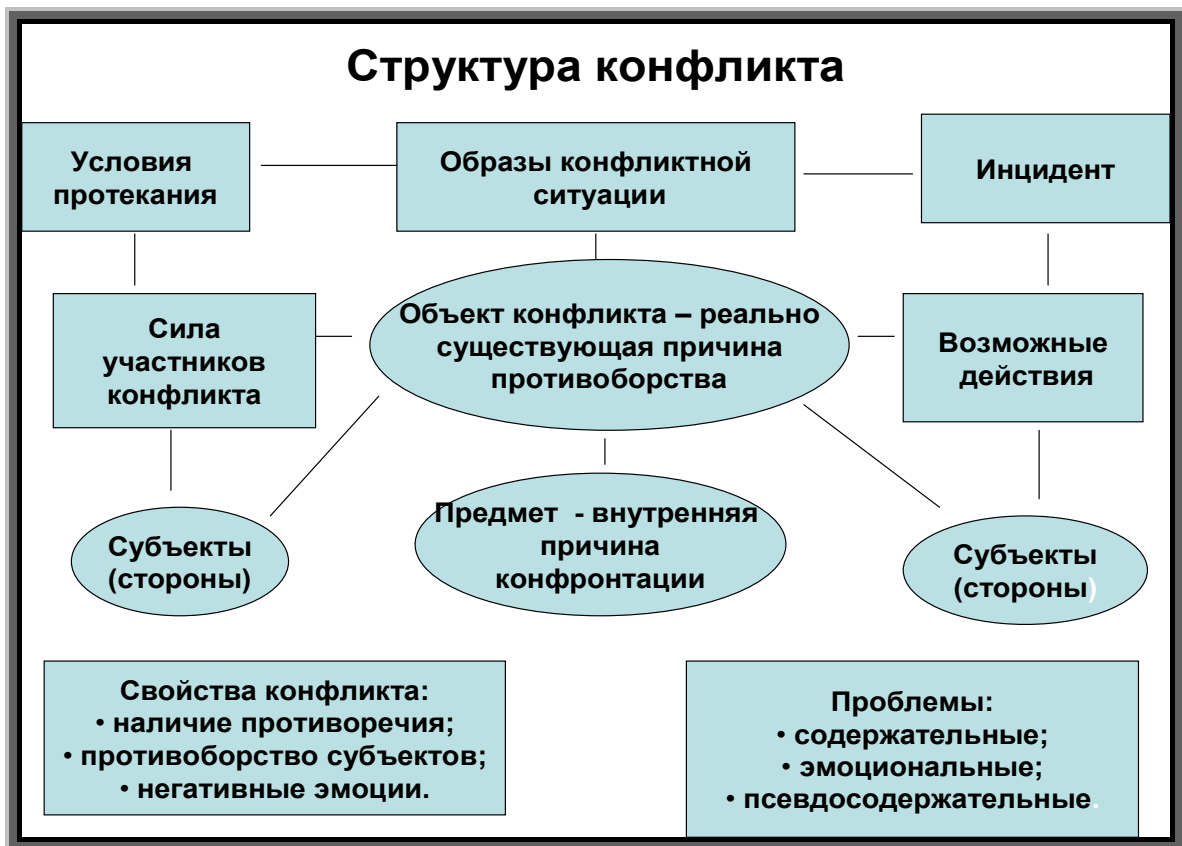 Структура конфликта
Условия
протекания
Образы конфликтной
ситуации
Инцидент
Сила
участников
конфликта
Объект конфликта – реально
существующая причина
противоборства
Возможные
действия
Субъекты
(стороны)
Предмет - внутренняя
причина
конфронтации
Субъекты
(стороны)
Свойства конфликта:
• наличие противоречия;
• противоборство субъектов;
• негативные эмоции.
Проблемы:
• содержательные;
• эмоциональные;
• псевдосодержательные.